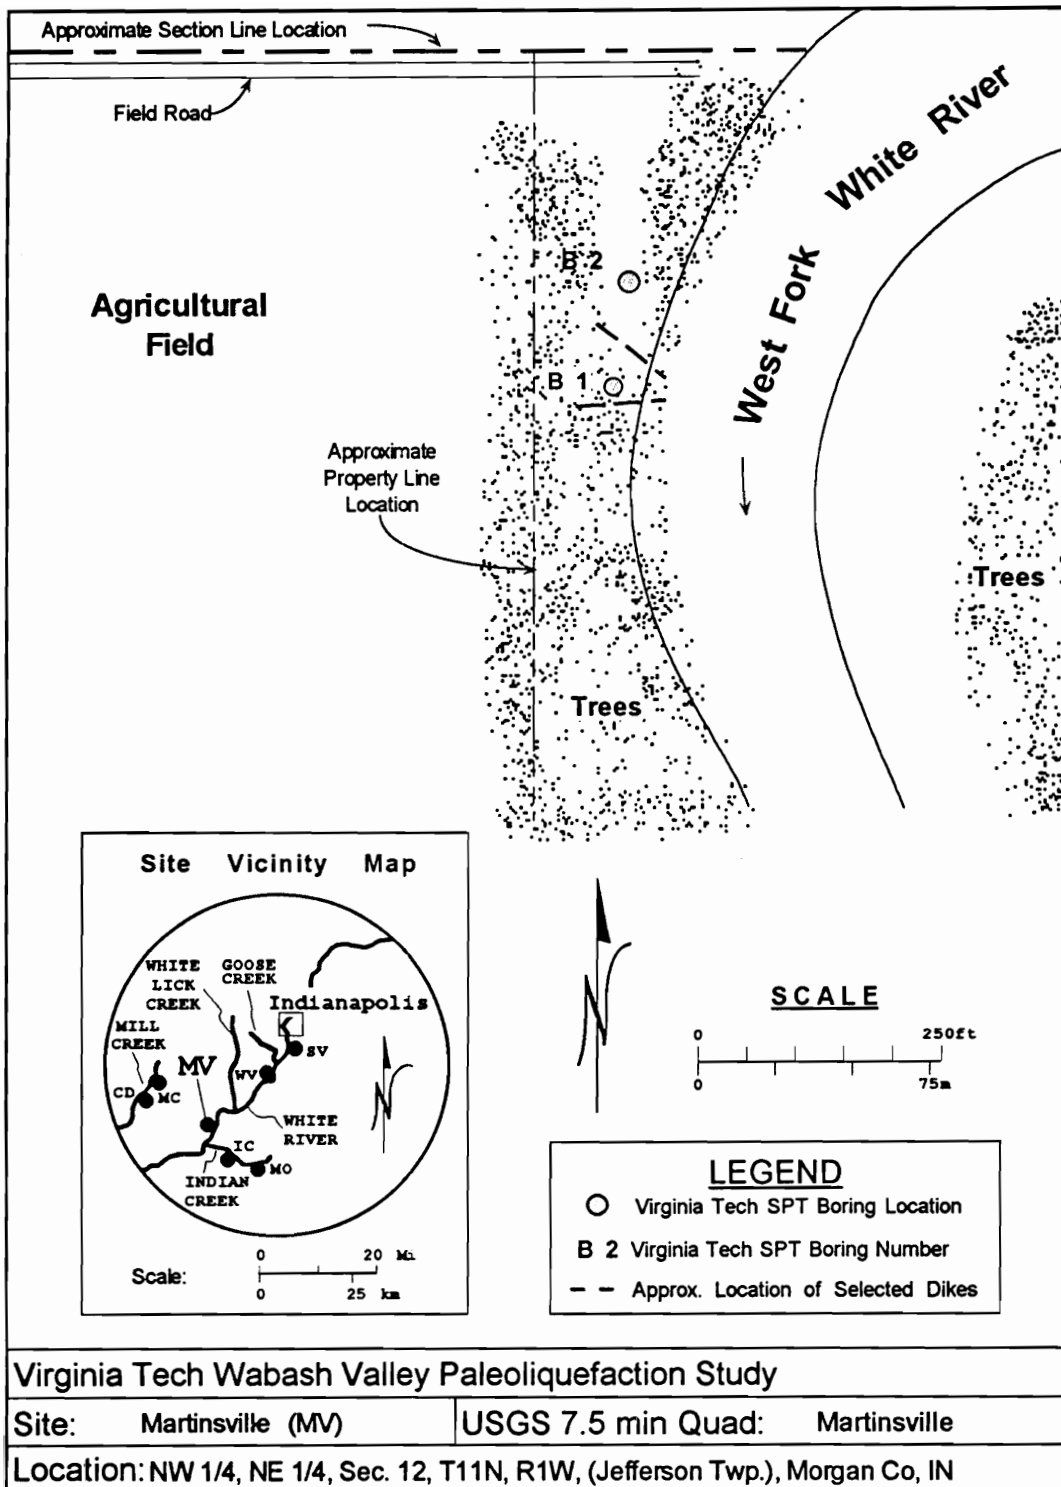 Approximate Section Line Location
Field Road
White River
West Fork
B 2
Agricultural
Field
B 1
Approximate
Property Line
Location
Trees
Trees
Site Vicinity Map
WHITE
LICK
CREEK
GOOSE
CREEK
Indianapolis
MILL
CREEK
MV
SV
WV
CD
MC
WHITE
RIVER
IC
MO
INDIAN
CREEK
Scale:
0 20 Mi
0 25 km
N
N
SCALE
0 250ft
0 75m
LEGEND
Virginia Tech SPT Boring Location
B 2 Virginia Tech SPT Boring Number
Approx. Location of Selected Dikes
Virginia Tech Wabash Valley Paleoliquefaction Study
Site: Martinsville (MV)
USGS 7.5 min Quad: Martinsville
Location: NW 1/4, NE 1/4, Sec. 12, T11N, R1W, (Jefferson Twp.), Morgan Co, IN